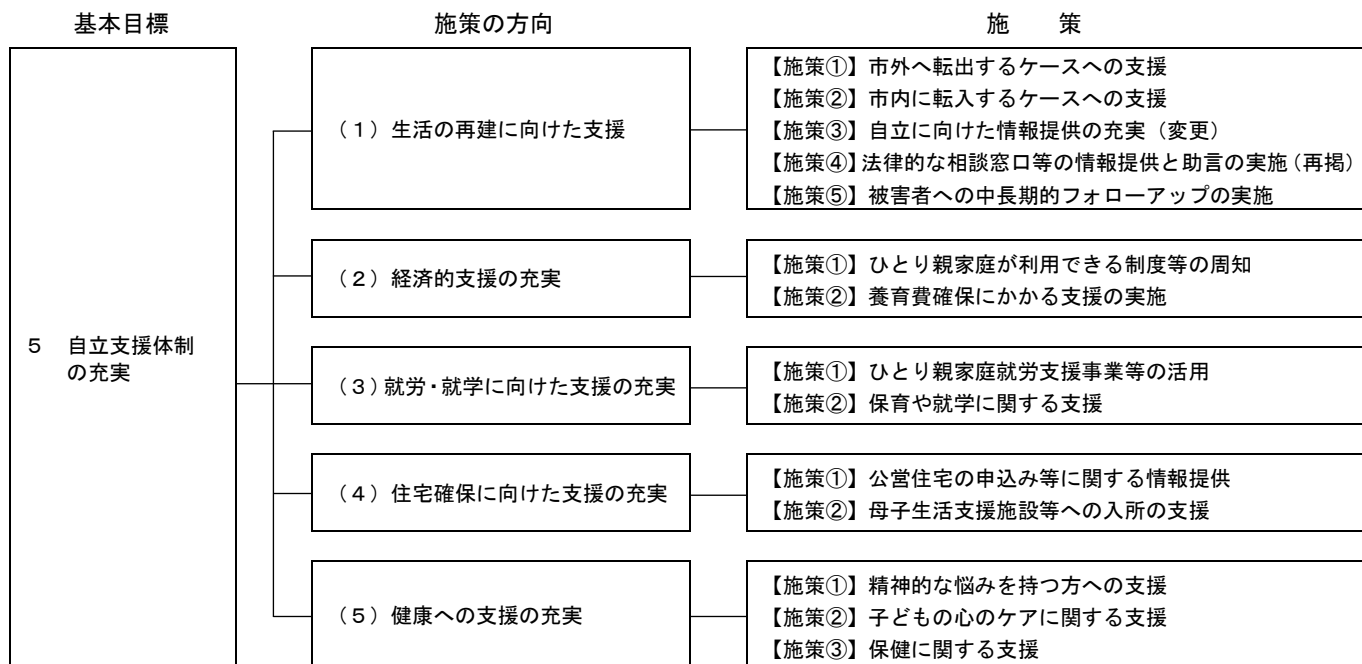 基本目標
施策の方向
施　　策
５　自立支援体制
の充実
（１）生活の再建に向けた支援
【施策①】市外へ転出するケースへの支援
【施策②】市内に転入するケースへの支援
【施策③】自立に向けた情報提供の充実（変更）
【施策④】法律的な相談窓口等の情報提供と助言の実施（再掲）
【施策⑤】被害者への中長期的フォローアップの実施
（２）経済的支援の充実
【施策①】ひとり親家庭が利用できる制度等の周知
【施策②】養育費確保にかかる支援の実施
（３）就労・就学に向けた支援の充実
【施策①】ひとり親家庭就労支援事業等の活用
【施策②】保育や就学に関する支援
（４）住宅確保に向けた支援の充実
【施策①】公営住宅の申込み等に関する情報提供
【施策②】母子生活支援施設等への入所の支援
（５）健康への支援の充実
【施策①】精神的な悩みを持つ方への支援
【施策②】子どもの心のケアに関する支援
【施策③】保健に関する支援